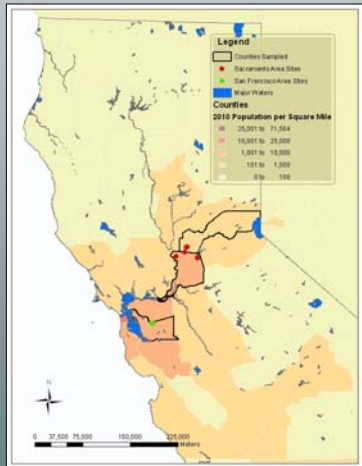 Legend
Counties Sampled
Sacramento Area Sites
San Francisco Area Sites
Major Waters
Counties
2010 Population per Square Mile
25,001 to 71,584
10,001 to 25,000
1,001 to 10,000
101 to 1,000
0 to 100
N
0 37,500 75,000 150,000 225,000
Meters